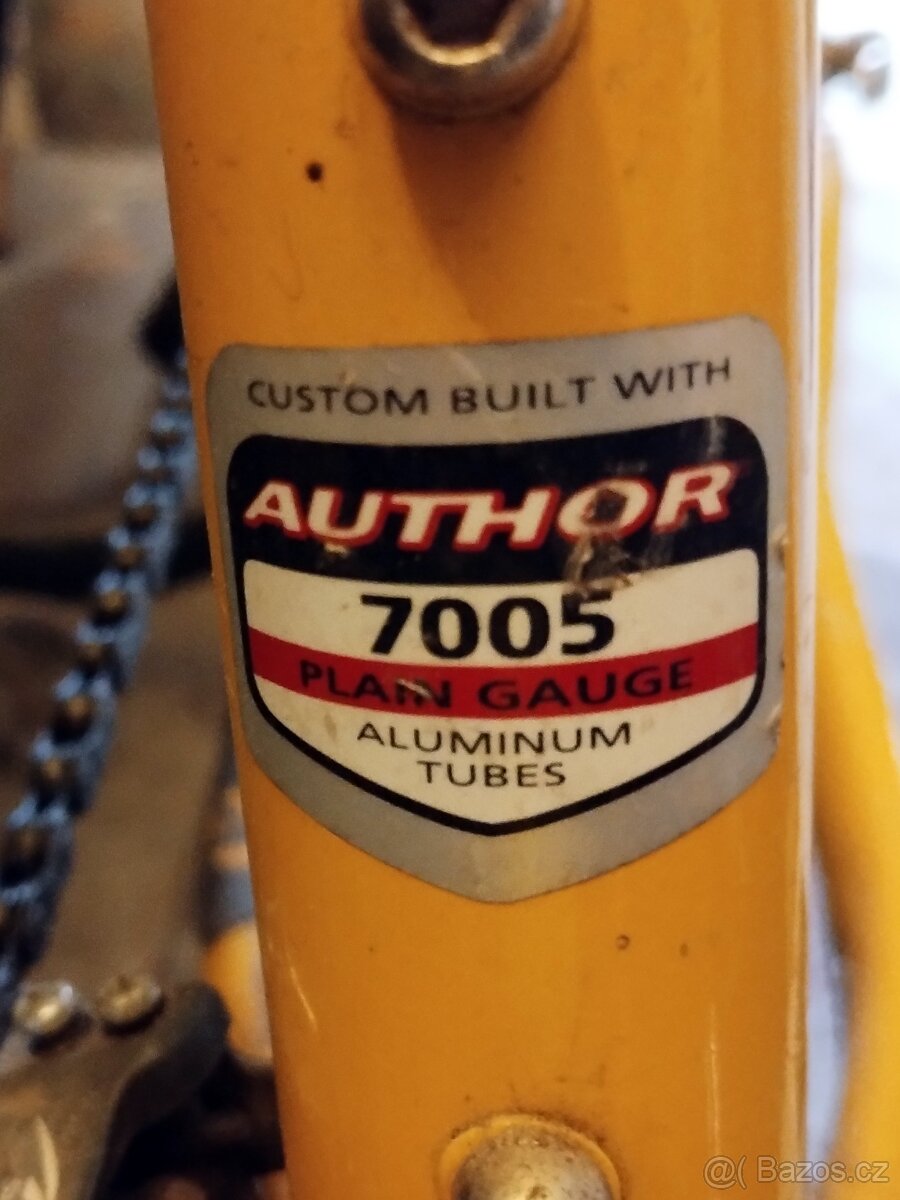 CUSTOM BUILT WITH
AUTHOR
7005
PLAIN GAUGE
ALUMINUM
TUBES
@( Bazos.cz